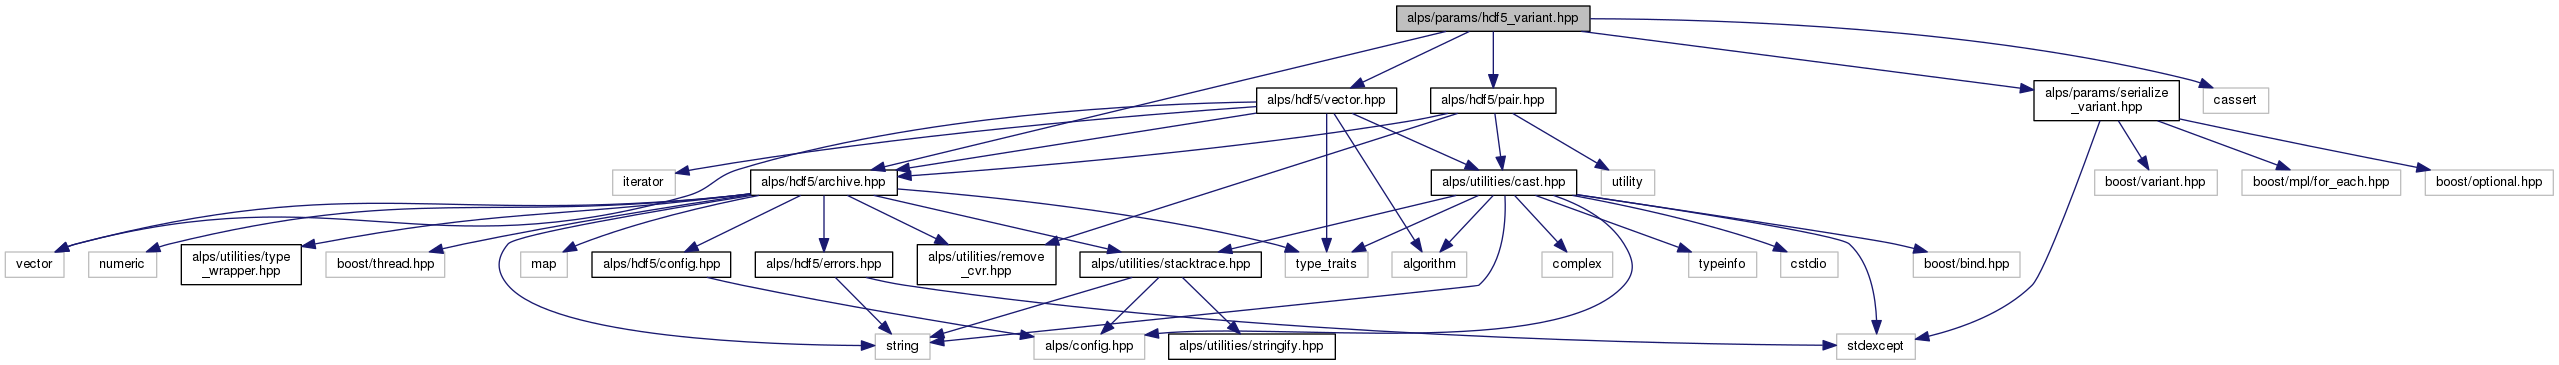 alps/params/hdf5_variant.hpp
alps/hdf5/vector.hpp
alps/hdf5/pair.hpp
alps/params/serialize
_variant.hpp
cassert
iterator
alps/hdf5/archive.hpp
alps/utilities/cast.hpp
utility
boost/variant.hpp
boost/mpl/for_each.hpp
boost/optional.hpp
vector
numeric
alps/utilities/type
_wrapper.hpp
boost/thread.hpp
map
alps/hdf5/config.hpp
alps/hdf5/errors.hpp
alps/utilities/remove
_cvr.hpp
alps/utilities/stacktrace.hpp
type_traits
algorithm
complex
typeinfo
cstdio
boost/bind.hpp
string
alps/config.hpp
alps/utilities/stringify.hpp
stdexcept